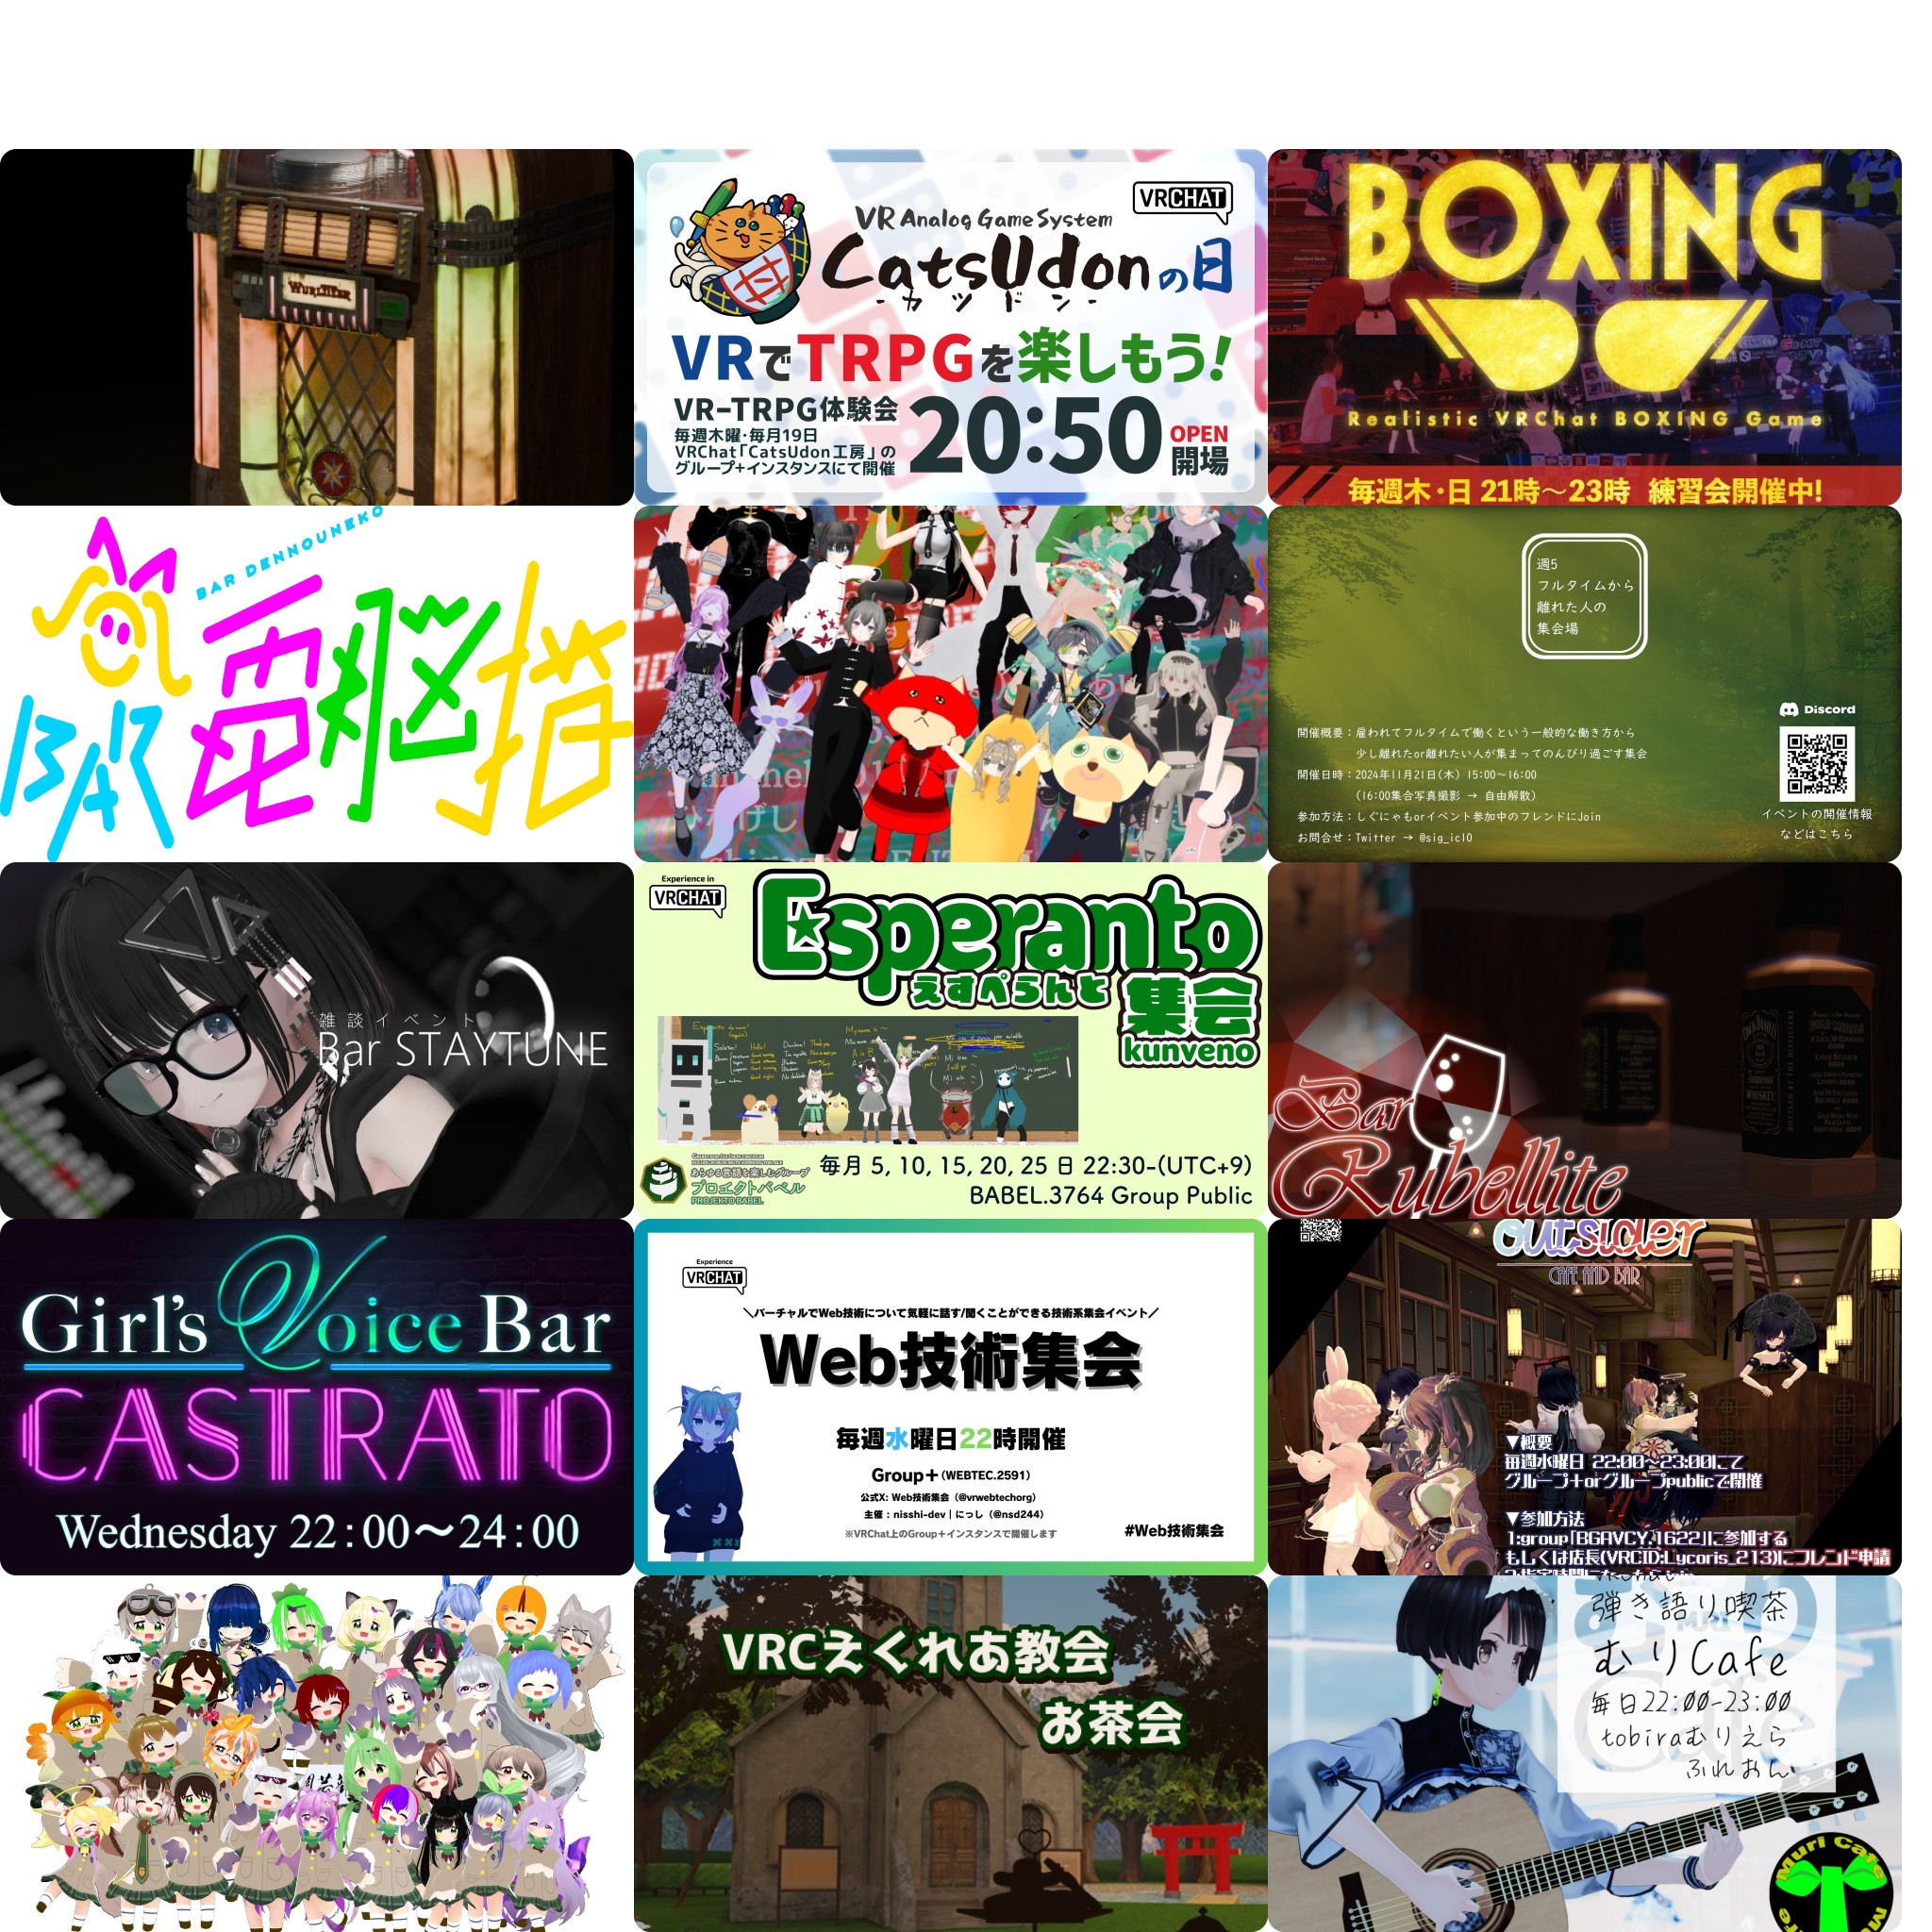 WURLITZER
VRCHAT
VR Analog Game System
CatsUdonの日
-カツドン-
VRでTRPGを楽しもう!
VR-TRPG体験会
毎週木曜・毎月19日
VRChat「CatsUdon工房」の
グループ+インスタンスにて開催
20:50
OPEN
開場
BOXING
Realistic VRChat BOXING Game
毎週木・日 21時～23時 練習会開催中!
BAR DENNOUNEKO
BAR 電脳猫
週5
フルタイムから
離れた人の
集会場
開催概要：雇われてフルタイムで働くという一般的な働き方から
少し離れたor離れたい人が集まってのんびり過ごす集会
開催日時：2024年11月21日(木) 15:00～16:00
(16:00集合写真撮影 → 自由解散)
参加方法：しぐにゃもorイベント参加中のフレンドにJoin
お問合せ：Twitter → @sig_icl0
Discord
イベントの開催情報
などはこちら
雑談イベント
Bar STAYTUNE
Experience in
VRCHAT
Esperanto
えすぺらんと 集会
kunveno
あらゆる言語を楽しむグループ
プロエクトバベル
PROJEKTO BABEL
毎月 5, 10, 15, 20, 25 日 22:30-(UTC+9)
BABEL.3764 Group Public
Bar
Rubellite
Girl's Voice Bar
CASTRATO
Wednesday 22:00～24:00
Experience
VRCHAT
＼バーチャルでWeb技術について気軽に話す/聞くことができる技術系集会イベント／
Web技術集会
毎週水曜日22時開催
Group+(WEBTEC.2591)
公式X: Web技術集会（@vrwebtechorg）
主催 : nisshi-dev｜にっし（@nsd244）
※VRChat上のGroup+インスタンスで開催します
#Web技術集会
outsider
CAFE AND BAR
▼概要
毎週水曜日 22:00～23:00にて
グループ+orグループpublicで開催
▼参加方法
1:group「BGAVCY.1622」に参加する
もしくは店長(VRCID:Lycoris_213)にフレンド申請
VRCえくれあ教会
お茶会
弾き語り喫茶
むりCafe
毎日22:00-23:00
tobiraむりえら
ふれおん
Muri Cafe